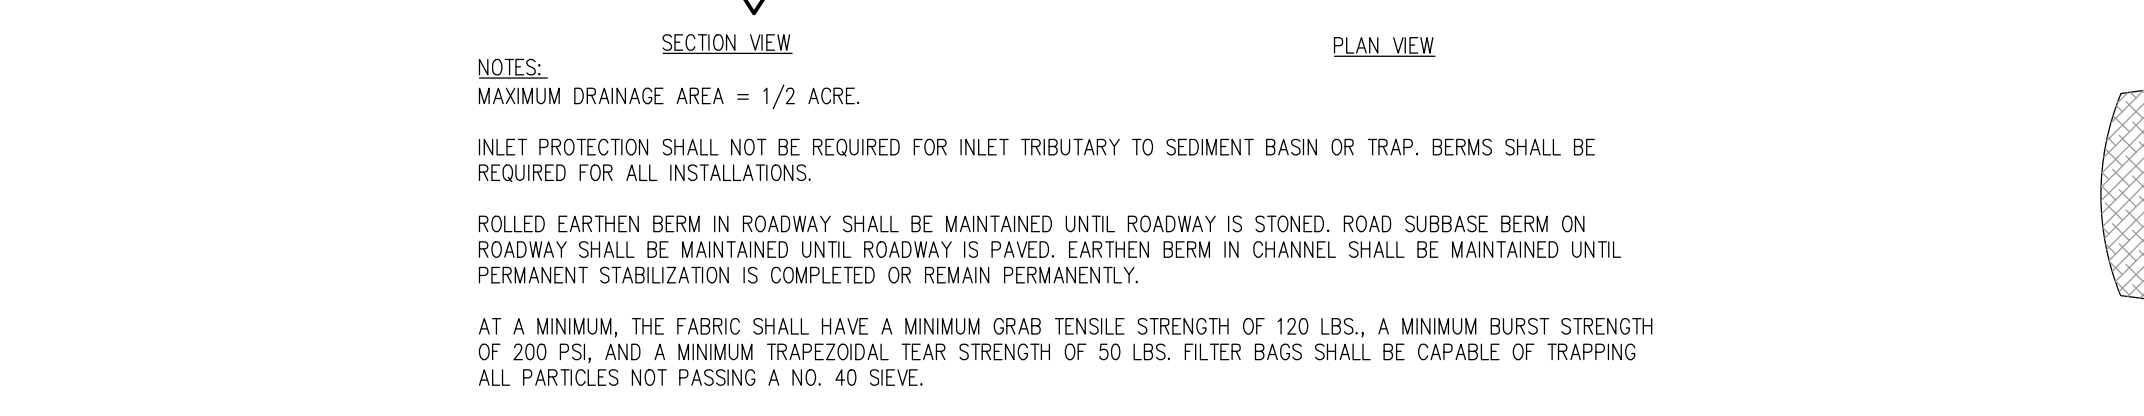 SECTION VIEW
PLAN VIEW
NOTES:
MAXIMUM DRAINAGE AREA = 1/2 ACRE.
INLET PROTECTION SHALL NOT BE REQUIRED FOR INLET TRIBUTARY TO SEDIMENT BASIN OR TRAP. BERMS SHALL BE
REQUIRED FOR ALL INSTALLATIONS.
ROLLED EARTHEN BERM IN ROADWAY SHALL BE MAINTAINED UNTIL ROADWAY IS STONED. ROAD SUBBASE BERM ON
ROADWAY SHALL BE MAINTAINED UNTIL ROADWAY IS PAVED. EARTHEN BERM IN CHANNEL SHALL BE MAINTAINED UNTIL
PERMANENT STABILIZATION IS COMPLETED OR REMAIN PERMANENTLY.
AT A MINIMUM, THE FABRIC SHALL HAVE A MINIMUM GRAB TENSILE STRENGTH OF 120 LBS., A MINIMUM BURST STRENGTH
OF 200 PSI, AND A MINIMUM TRAPEZOIDAL TEAR STRENGTH OF 50 LBS. FILTER BAGS SHALL BE CAPABLE OF TRAPPING
ALL PARTICLES NOT PASSING A NO. 40 SIEVE.